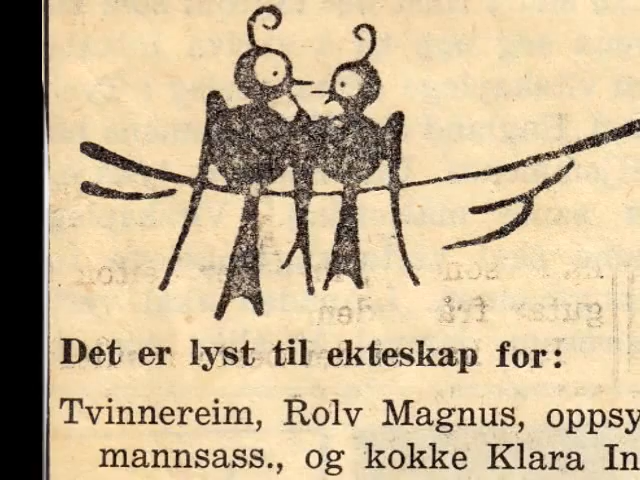 Det er lyst til ekteskap for:
Tvinnereim, Rolv Magnus, oppsy
mannsass., og kokke Klara In